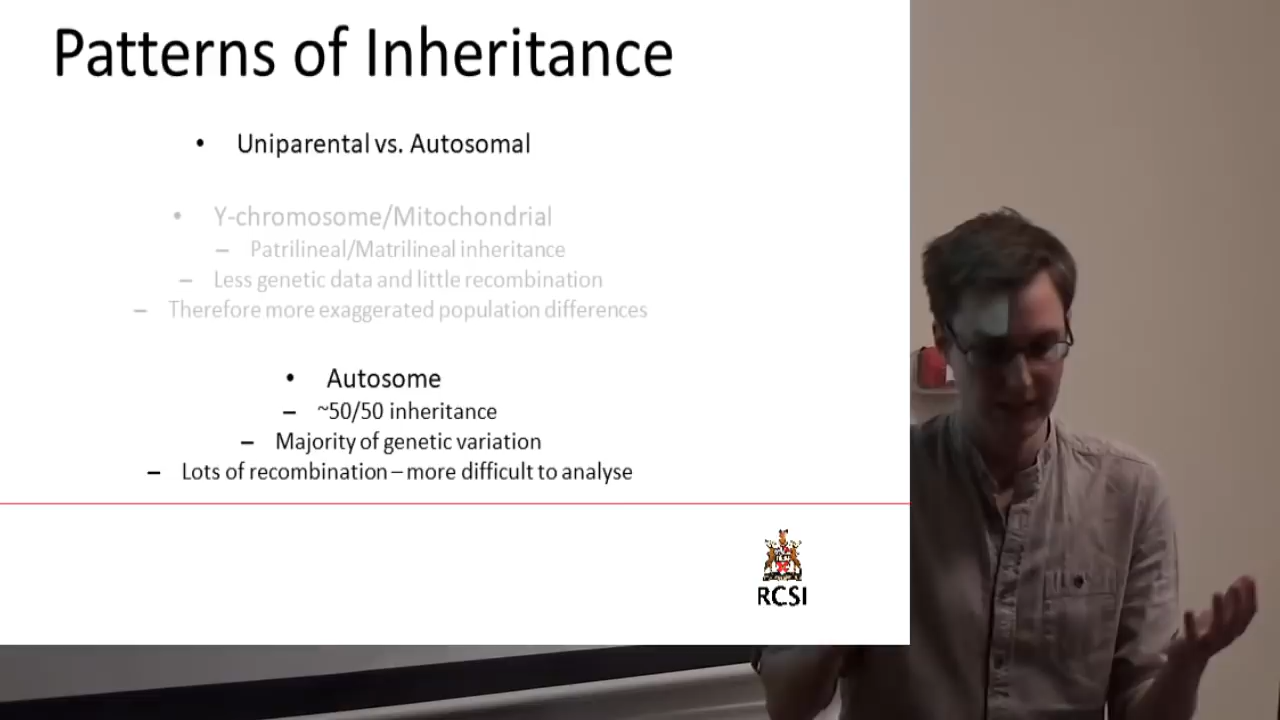 Patterns of Inheritance
• Uniparental vs. Autosomal
• Y-chromosome/Mitochondrial
– Patrilineal/Matrilineal inheritance
– Less genetic data and little recombination
– Therefore more exaggerated population differences
• Autosome
– ~50/50 inheritance
– Majority of genetic variation
– Lots of recombination – more difficult to analyse
RCSI